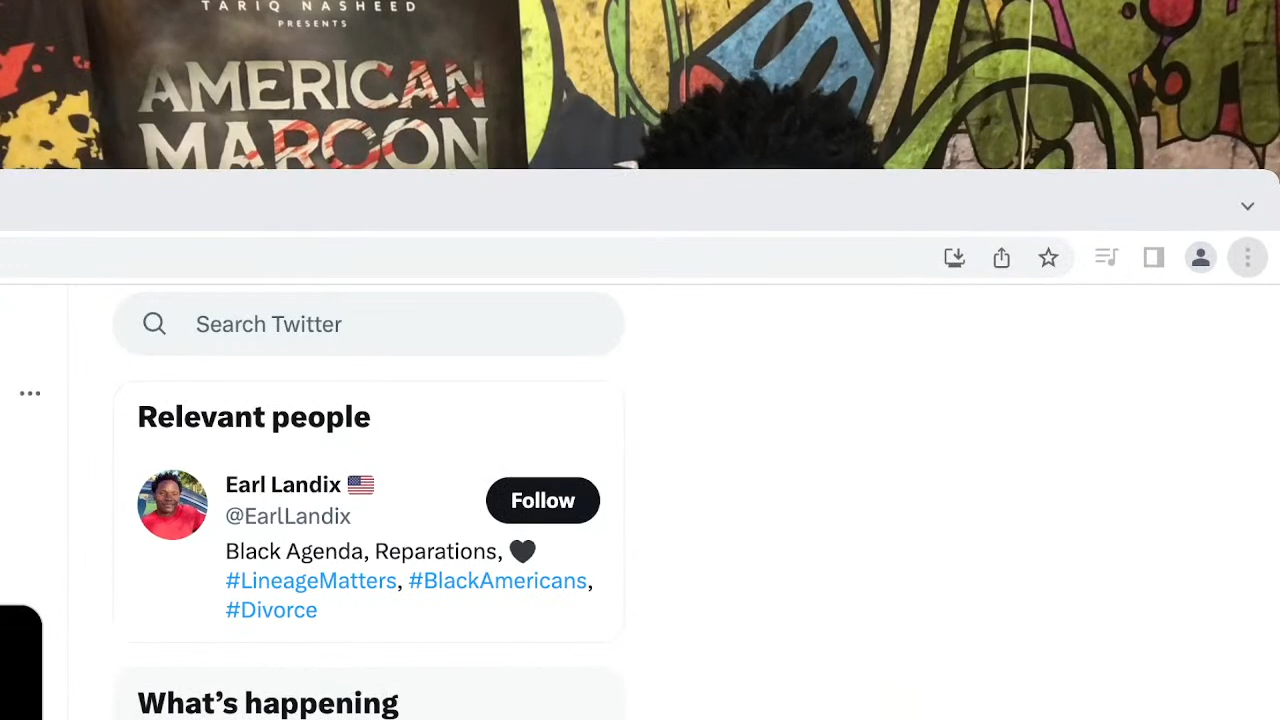 TARIQ NASHEED
PRESENTS
AMERICAN
MAROON
Search Twitter
Relevant people
Earl Landix
@EarlLandix
Follow
Black Agenda, Reparations, 🖤
#LineageMatters, #BlackAmericans,
#Divorce
What's happening